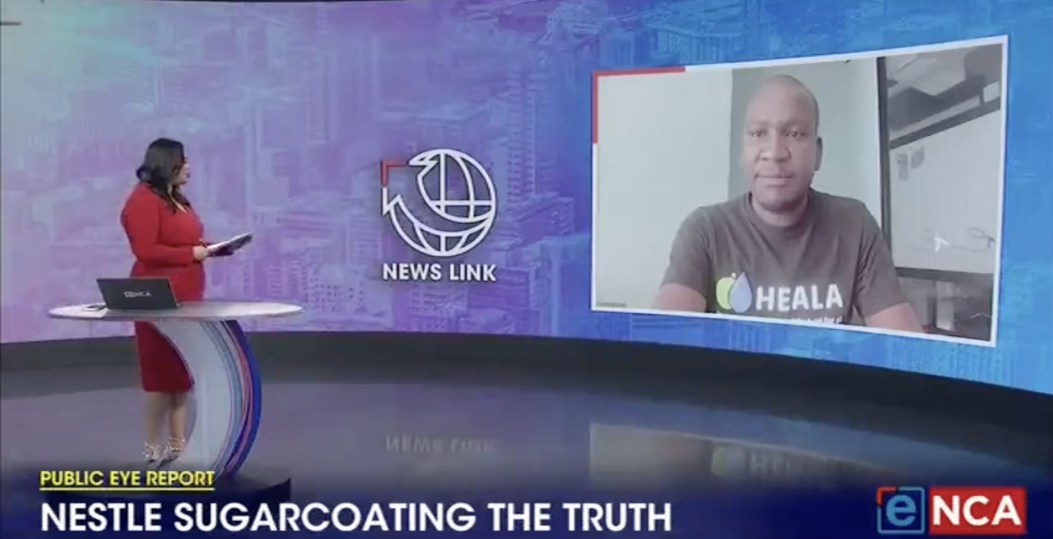 NEWS LINK
HEALA
PUBLIC EYE REPORT
NESTLE SUGARCOATING THE TRUTH
eNCA